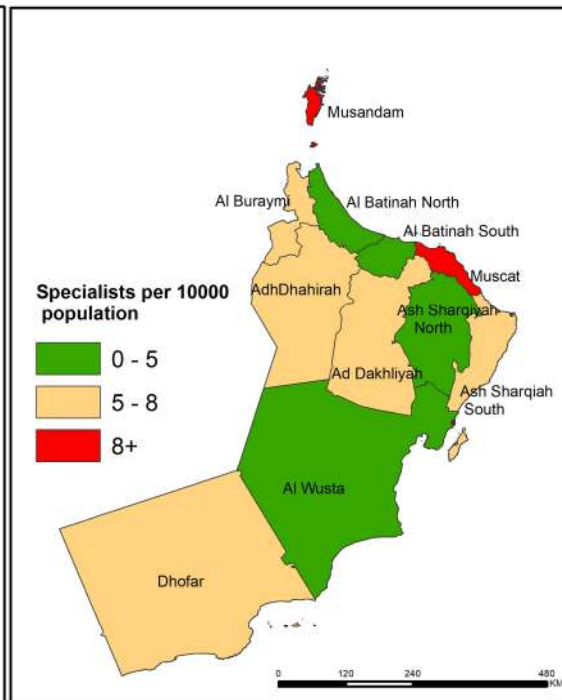 Musandam
Al Buraymi
Al Batinah North
Al Batinah South
Muscat
Specialists per 10000
population
0 - 5
5 - 8
8+
AdhDhahirah
Ash Sharqiyah
North
Ad Dakhliyah
Ash Sharqiah
South
Al Wusta
Dhofar
0 120 240 480
KM